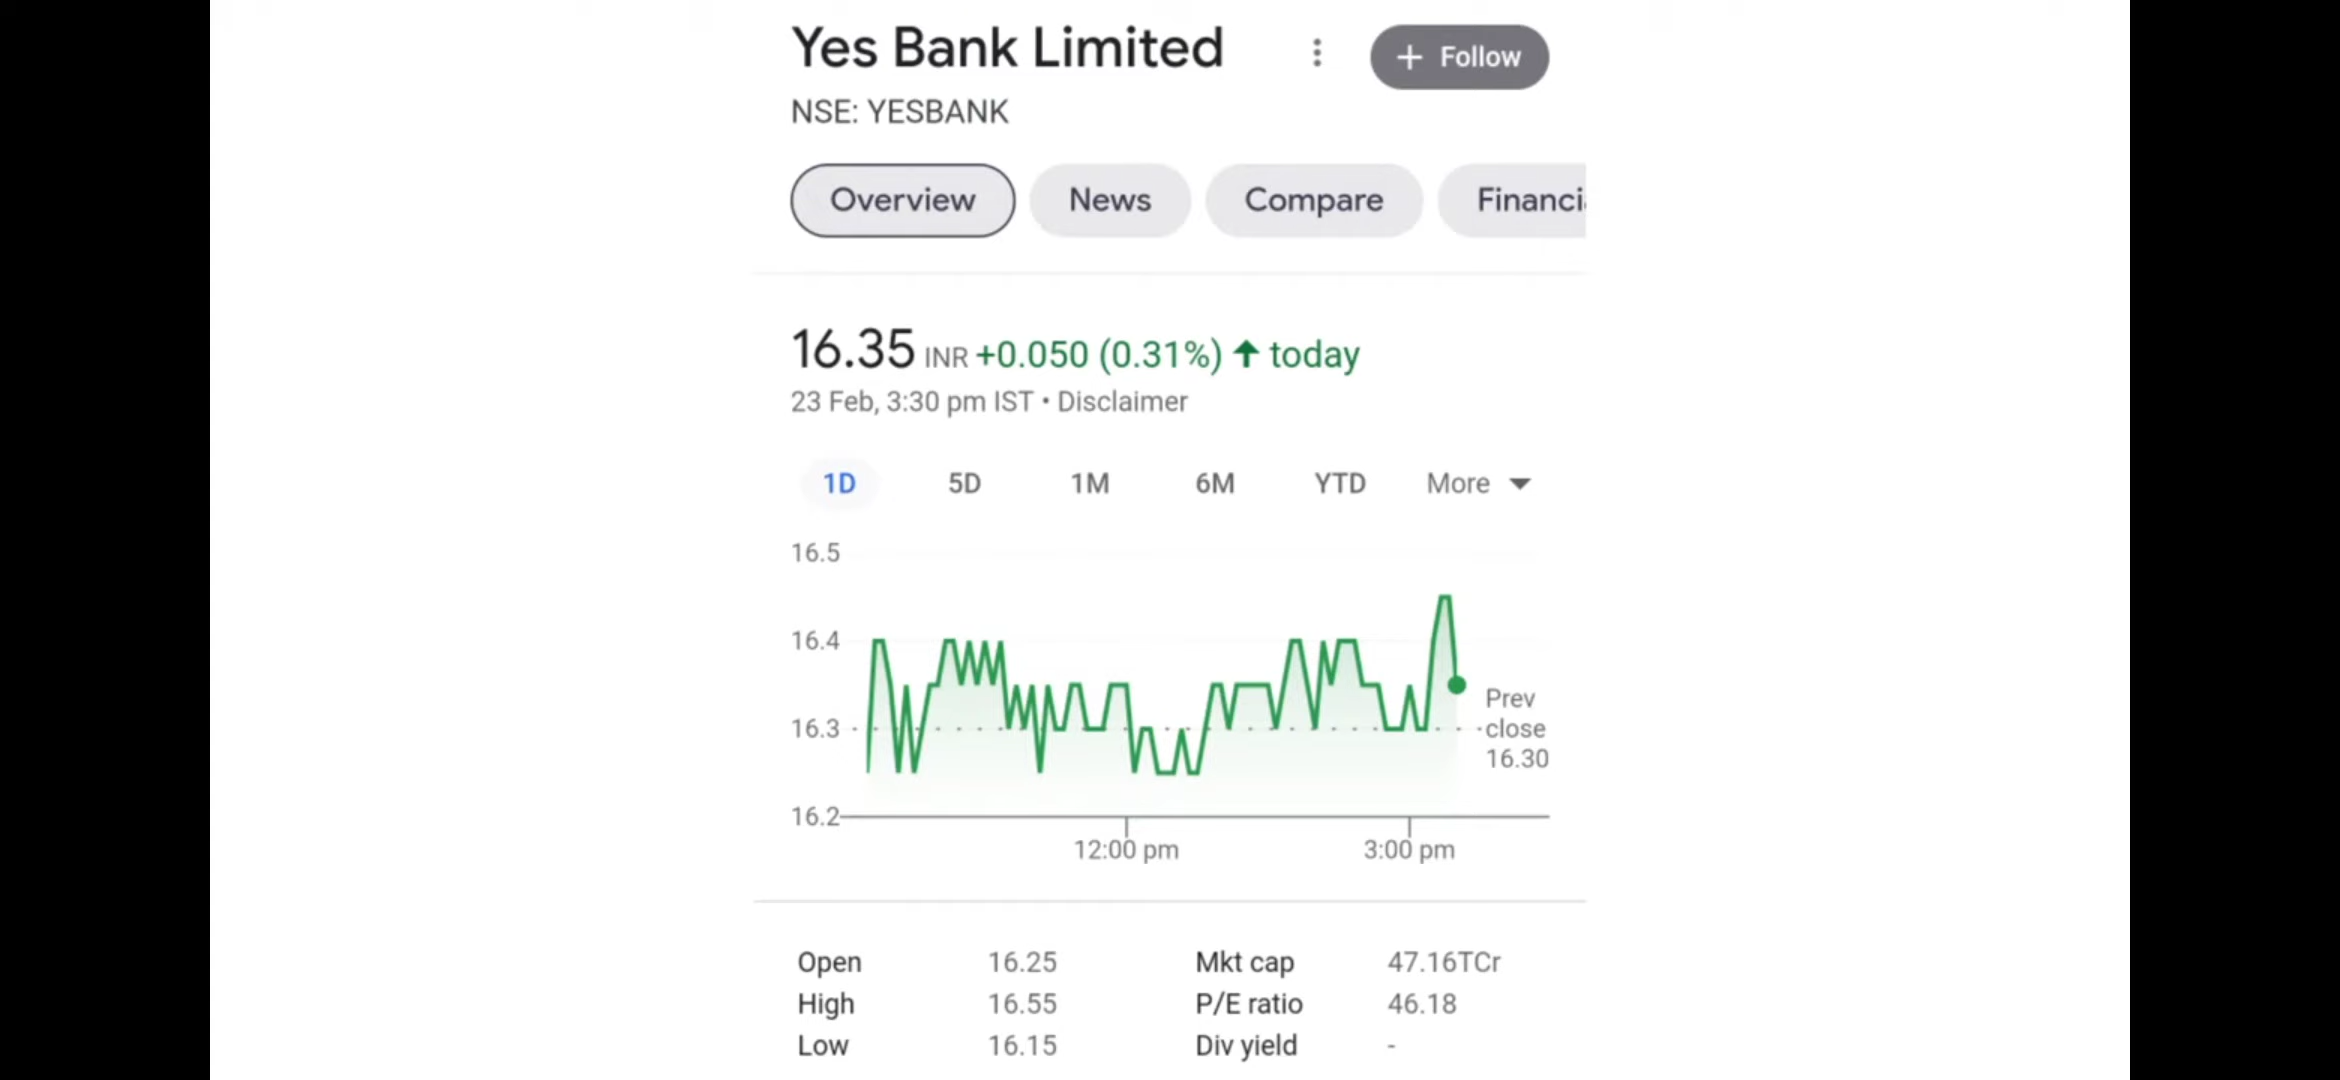 Yes Bank Limited
+ Follow
NSE: YESBANK
Overview News Compare Financi
16.35 INR +0.050 (0.31%) ↑ today
23 Feb, 3:30 pm IST • Disclaimer
1D 5D 1M 6M YTD More
16.5
16.4
16.3
16.2
Prev
close
16.30
12:00 pm 3:00 pm
Open 16.25 Mkt cap 47.16TCr
High 16.55 P/E ratio 46.18
Low 16.15 Div yield -